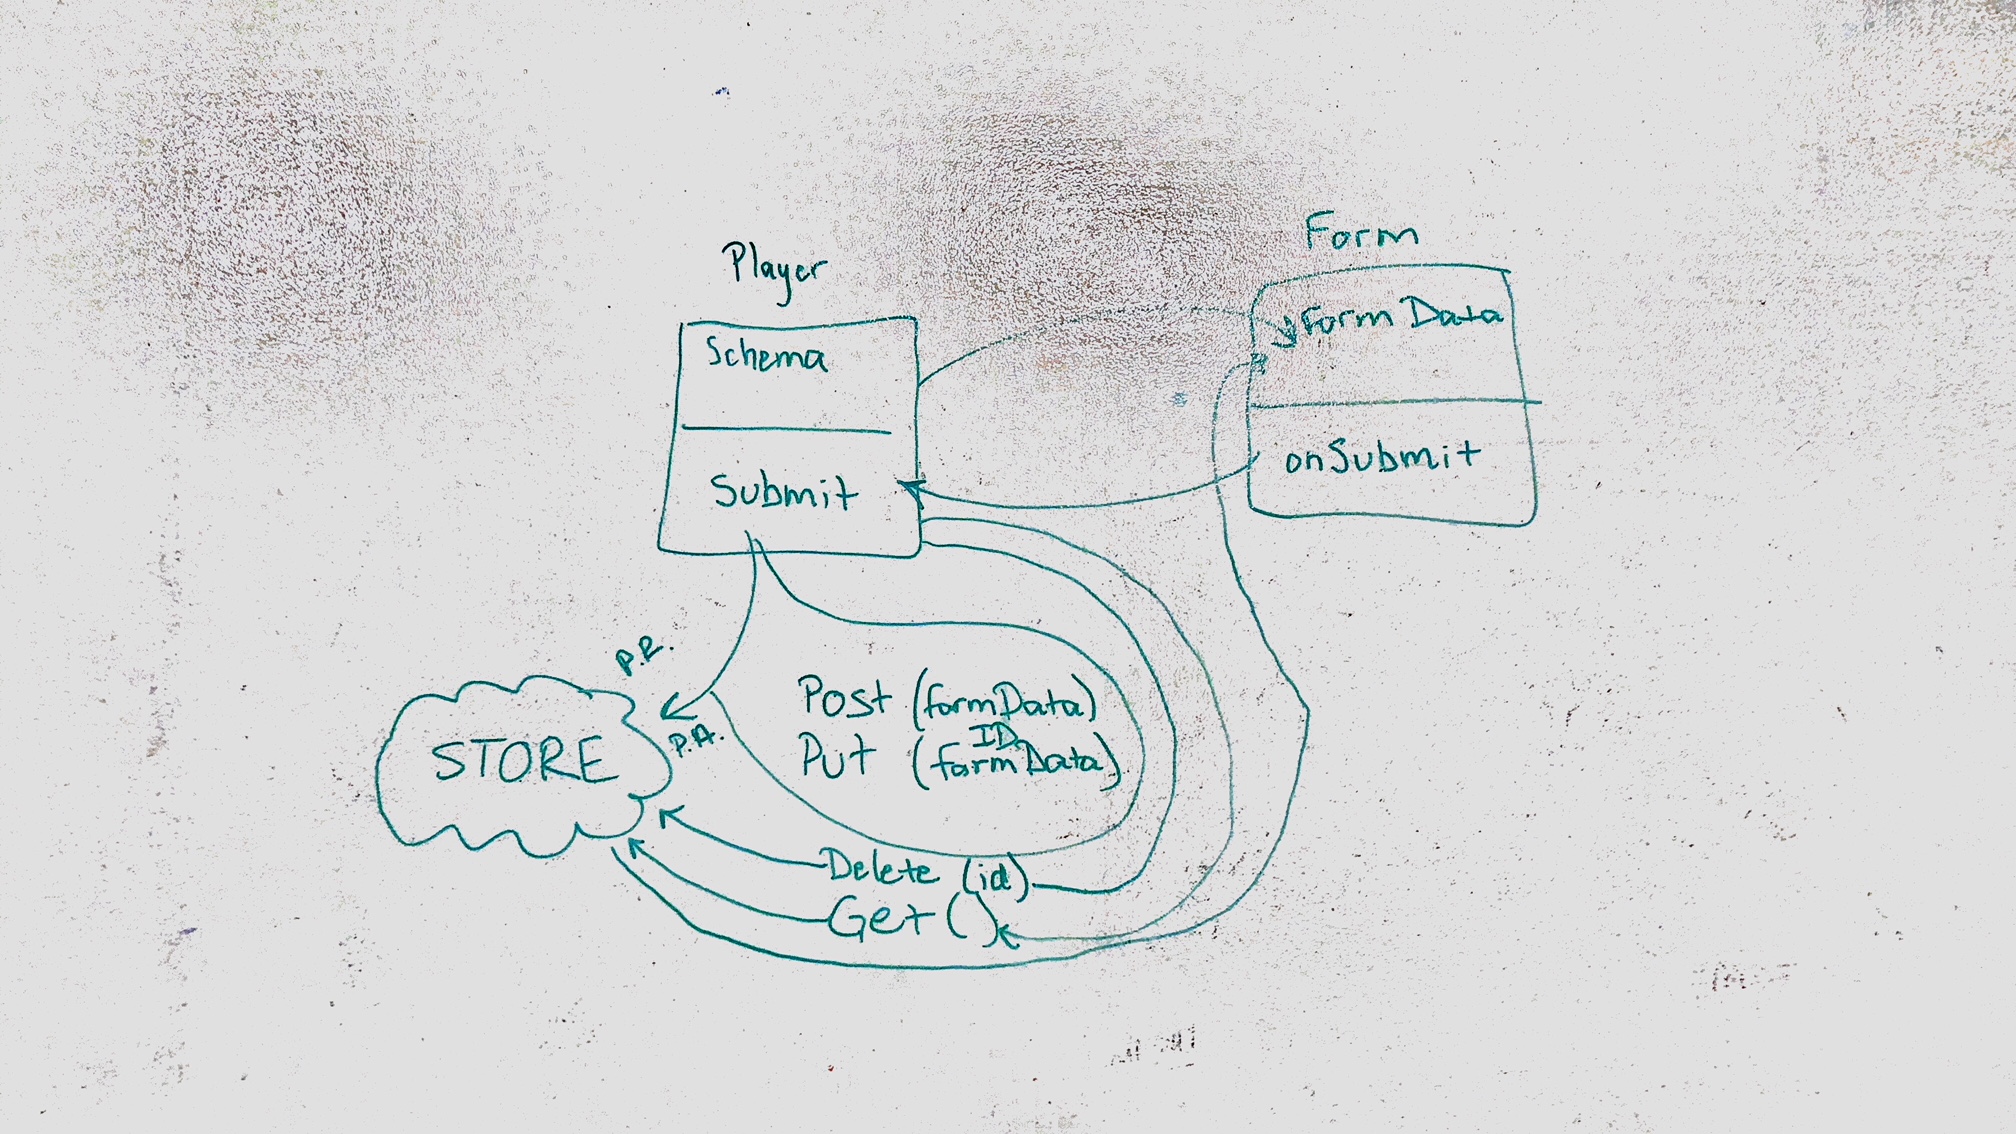 Form
Player
formData
Schema
onSubmit
Submit
P.R.
Post (formData)
P.A.
ID,
STORE
Put (formData)
Delete (id)
Get ()